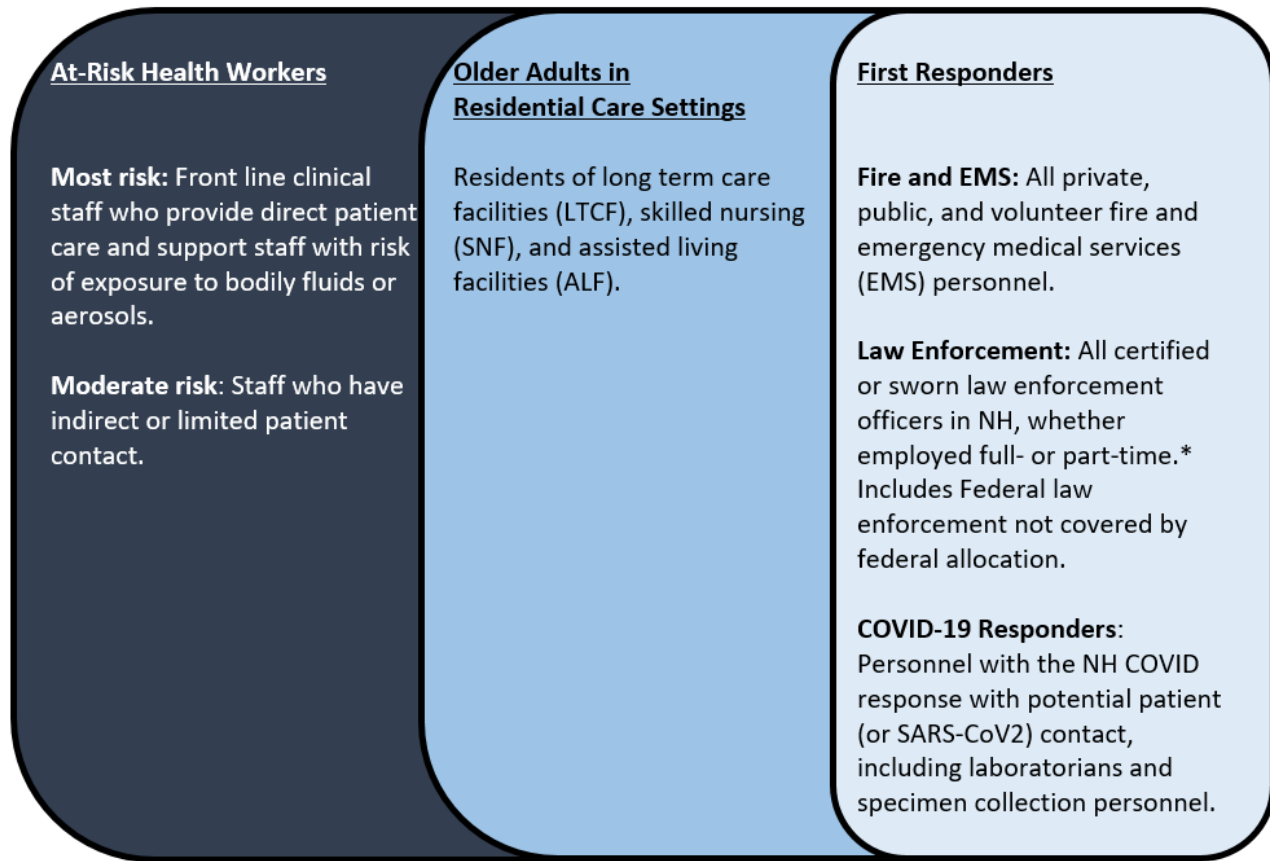 At-Risk Health Workers
Most risk: Front line clinical
staff who provide direct patient
care and support staff with risk
of exposure to bodily fluids or
aerosols.
Moderate risk: Staff who have
indirect or limited patient
contact.
Older Adults in
Residential Care Settings
Residents of long term care
facilities (LTCF), skilled nursing
(SNF), and assisted living
facilities (ALF).
First Responders
Fire and EMS: All private,
public, and volunteer fire and
emergency medical services
(EMS) personnel.
Law Enforcement: All certified
or sworn law enforcement
officers in NH, whether
employed full- or part-time.*
Includes Federal law
enforcement not covered by
federal allocation.
COVID-19 Responders:
Personnel with the NH COVID
response with potential patient
(or SARS-CoV2) contact,
including laboratorians and
specimen collection personnel.